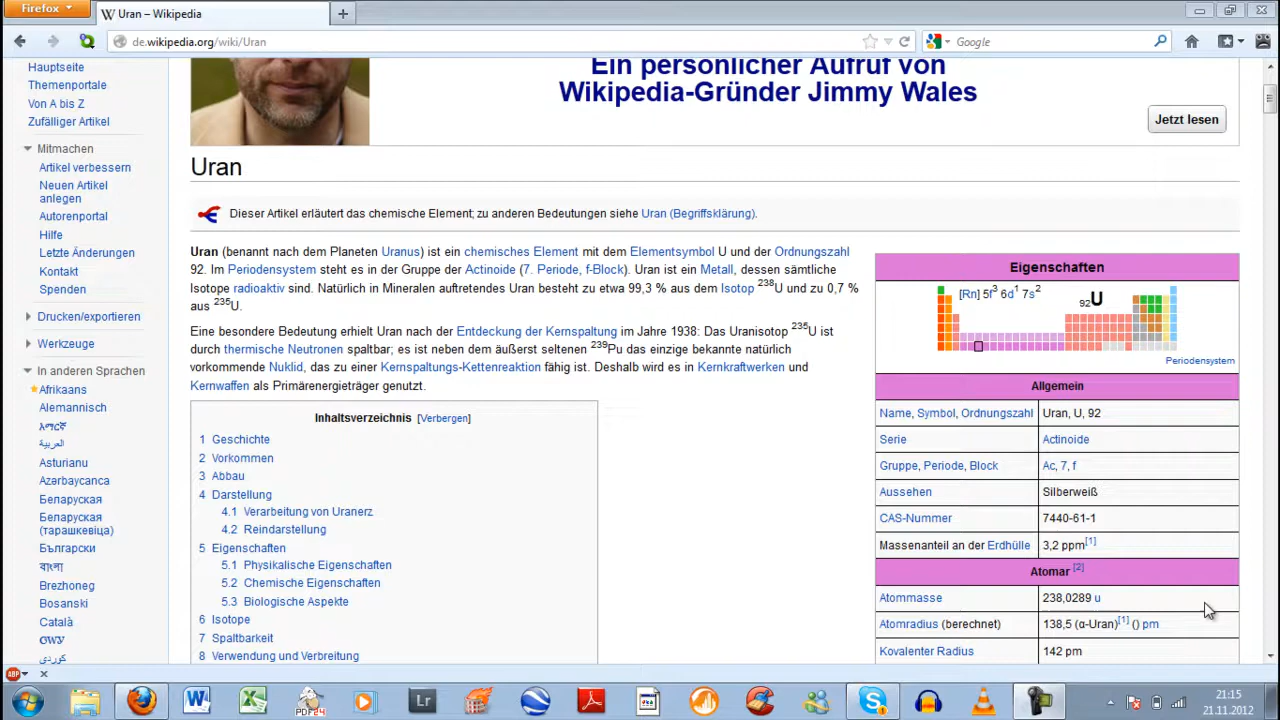 Firefox
Uran – Wikipedia
de.wikipedia.org/wiki/Uran
Google
Hauptseite
Themenportale
Von A bis Z
Zufälliger Artikel
Mitmachen
Artikel verbessern
Neuen Artikel
anlegen
Autorenportal
Hilfe
Letzte Änderungen
Kontakt
Spenden
Drucken/exportieren
Werkzeuge
In anderen Sprachen
Afrikaans
Alemannisch
አማርኛ
العربية
Asturianu
Azərbaycanca
Беларуская
Беларуская
(тарашкевіца)
Български
বাংলা
Brezhoneg
Bosanski
Català
ᏣᎳᎩ
کوردی
Ein persönlicher Aufruf von
Wikipedia-Gründer Jimmy Wales
Jetzt lesen
Uran
Dieser Artikel erläutert das chemische Element; zu anderen Bedeutungen siehe Uran (Begriffsklärung).
Uran (benannt nach dem Planeten Uranus) ist ein chemisches Element mit dem Elementsymbol U und der Ordnungszahl
92. Im Periodensystem steht es in der Gruppe der Actinoide (7. Periode, f-Block). Uran ist ein Metall, dessen sämtliche
Isotope radioaktiv sind. Natürlich in Mineralen auftretendes Uran besteht zu etwa 99,3 % aus dem Isotop ²³⁸U und zu 0,7 %
aus ²³⁵U.
Eine besondere Bedeutung erhielt Uran nach der Entdeckung der Kernspaltung im Jahre 1938: Das Uranisotop ²³⁵U ist
durch thermische Neutronen spaltbar; es ist neben dem äußerst seltenen ²³⁹Pu das einzige bekannte natürlich
vorkommende Nuklid, das zu einer Kernspaltungs-Kettenreaktion fähig ist. Deshalb wird es in Kernkraftwerken und
Kernwaffen als Primärenergieträger genutzt.
Inhaltsverzeichnis [Verbergen]
1 Geschichte
2 Vorkommen
3 Abbau
4 Darstellung
4.1 Verarbeitung von Uranerz
4.2 Reindarstellung
5 Eigenschaften
5.1 Physikalische Eigenschaften
5.2 Chemische Eigenschaften
5.3 Biologische Aspekte
6 Isotope
7 Spaltbarkeit
8 Verwendung und Verbreitung
Eigenschaften
[Rn] 5f³ 6d¹ 7s²
₉₂U
Periodensystem
Allgemein
Name, Symbol, Ordnungszahl Uran, U, 92
Serie Actinoide
Gruppe, Periode, Block Ac, 7, f
Aussehen Silberweiß
CAS-Nummer 7440-61-1
Massenanteil an der Erdhülle 3,2 ppm[1]
Atomar [2]
Atommasse 238,0289 u
Atomradius (berechnet) 138,5 (α-Uran)[1] () pm
Kovalenter Radius 142 pm
ABP
W
PDF24
Lr
21:15
21.11.2012